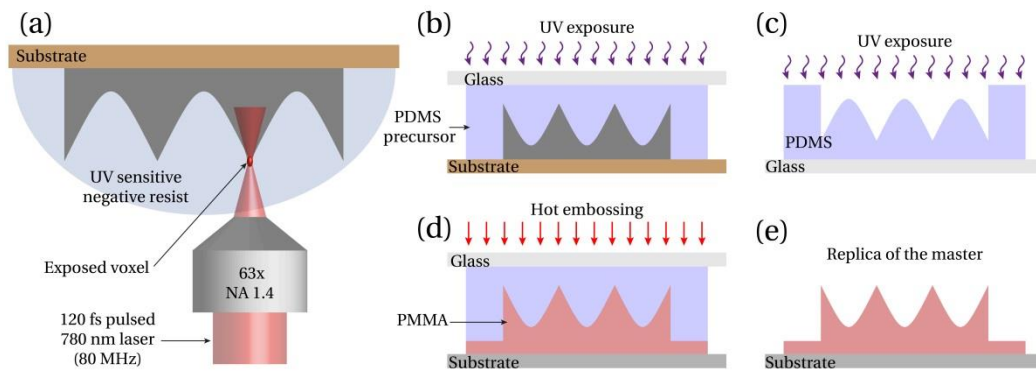 (a)
Substrate
UV sensitive
negative resist
Exposed voxel
63x
NA 1.4
120 fs pulsed
780 nm laser
(80 MHz)
(b)
UV exposure
Glass
PDMS
precursor
Substrate
(c)
UV exposure
PDMS
Glass
(d)
Hot embossing
Glass
PMMA
Substrate
(e)
Replica of the master
Substrate